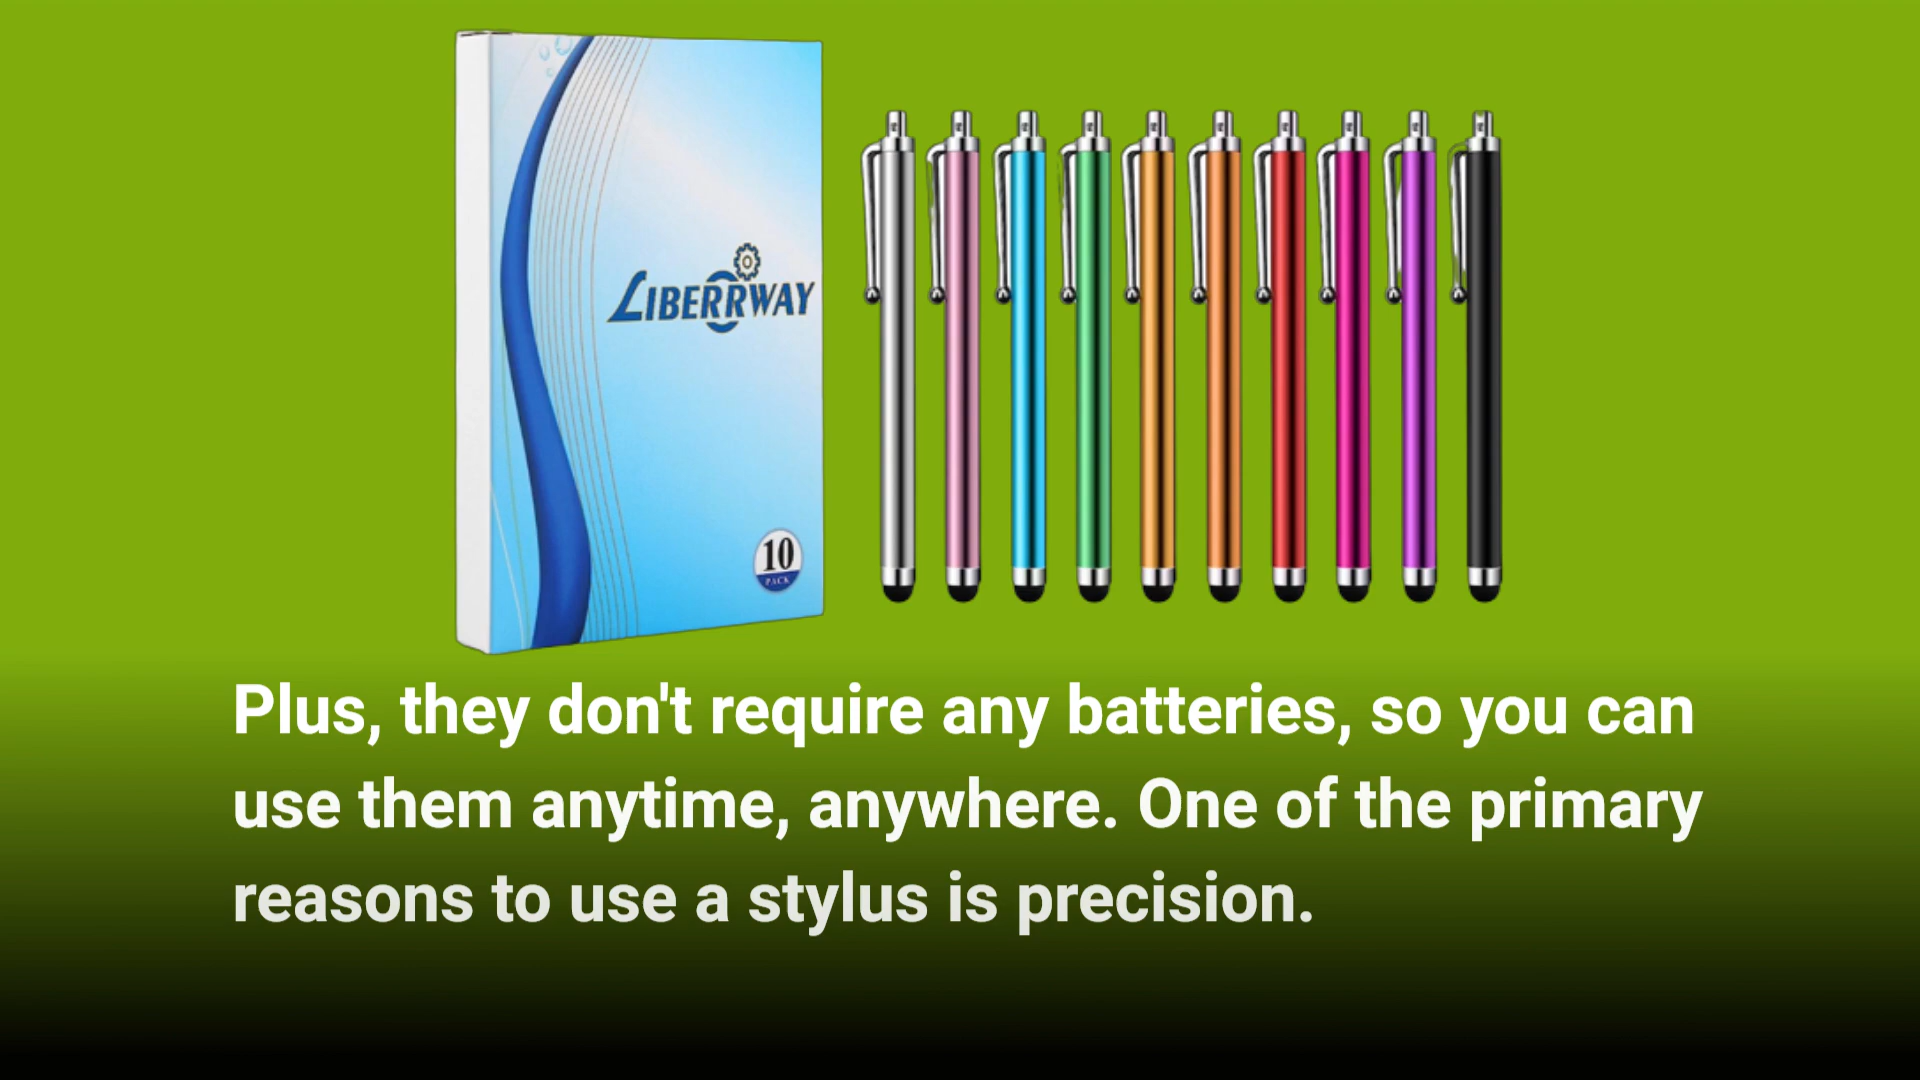 LIBERRWAY
10
PACK
Plus, they don't require any batteries, so you can
use them anytime, anywhere. One of the primary
reasons to use a stylus is precision.